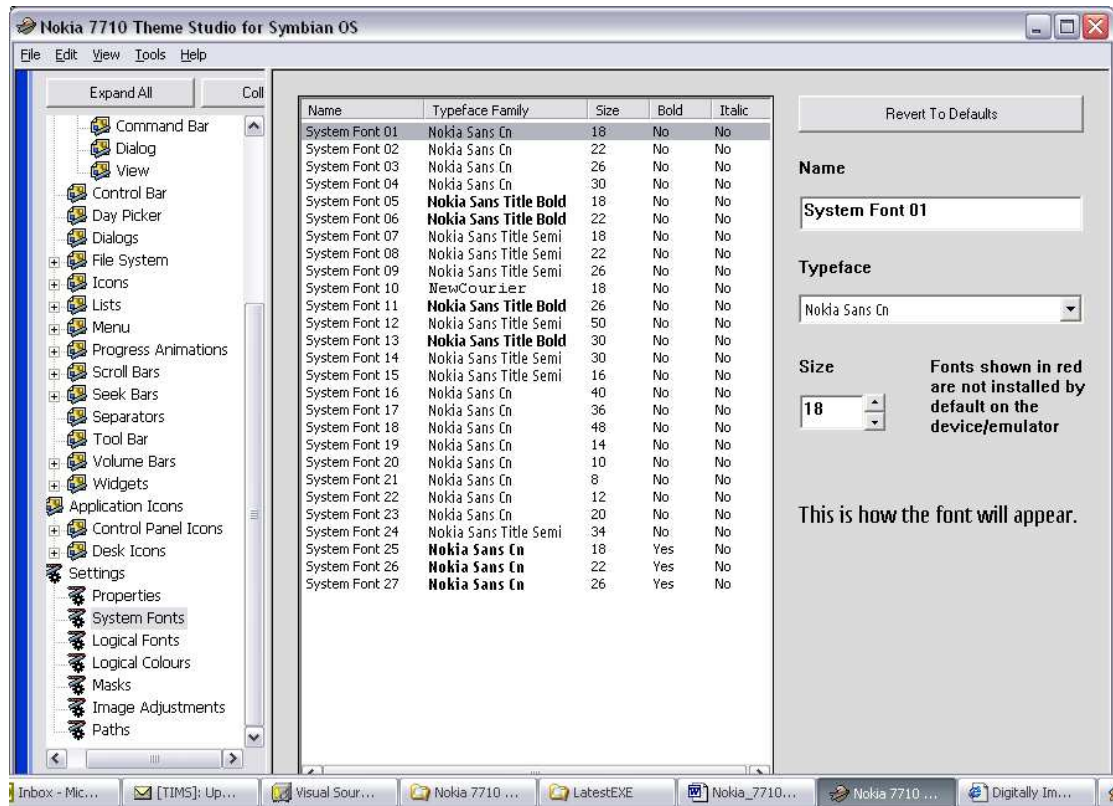 Nokia 7710 Theme Studio for Symbian OS
File Edit View Tools Help
Expand All Coll
Command Bar
Dialog
View
Control Bar
Day Picker
Dialogs
File System
Icons
Lists
Menu
Progress Animations
Scroll Bars
Seek Bars
Separators
Tool Bar
Volume Bars
Widgets
Application Icons
Control Panel Icons
Desk Icons
Settings
Properties
System Fonts
Logical Fonts
Logical Colours
Masks
Image Adjustments
Paths
Name Typeface Family Size Bold Italic
System Font 01 Nokia Sans Cn 18 No No
System Font 02 Nokia Sans Cn 22 No No
System Font 03 Nokia Sans Cn 26 No No
System Font 04 Nokia Sans Cn 30 No No
System Font 05 Nokia Sans Title Bold 18 No No
System Font 06 Nokia Sans Title Bold 22 No No
System Font 07 Nokia Sans Title Semi 18 No No
System Font 08 Nokia Sans Title Semi 22 No No
System Font 09 Nokia Sans Title Semi 26 No No
System Font 10 NewCourier 18 No No
System Font 11 Nokia Sans Title Bold 26 No No
System Font 12 Nokia Sans Title Semi 50 No No
System Font 13 Nokia Sans Title Bold 30 No No
System Font 14 Nokia Sans Title Semi 30 No No
System Font 15 Nokia Sans Title Semi 16 No No
System Font 16 Nokia Sans Cn 40 No No
System Font 17 Nokia Sans Cn 36 No No
System Font 18 Nokia Sans Cn 48 No No
System Font 19 Nokia Sans Cn 14 No No
System Font 20 Nokia Sans Cn 10 No No
System Font 21 Nokia Sans Cn 8 No No
System Font 22 Nokia Sans Cn 12 No No
System Font 23 Nokia Sans Cn 20 No No
System Font 24 Nokia Sans Title Semi 34 No No
System Font 25 Nokia Sans Cn 18 Yes No
System Font 26 Nokia Sans Cn 22 Yes No
System Font 27 Nokia Sans Cn 26 Yes No
Revert To Defaults
Name
System Font 01
Typeface
Nokia Sans Cn
Size
18
Fonts shown in red
are not installed by
default on the
device/emulator
This is how the font will appear.
Inbox - Mic... [TIMS]: Up... Visual Sour... Nokia 7710 ... LatestEXE Nokia_7710... Nokia 7710 ... Digitally Im...